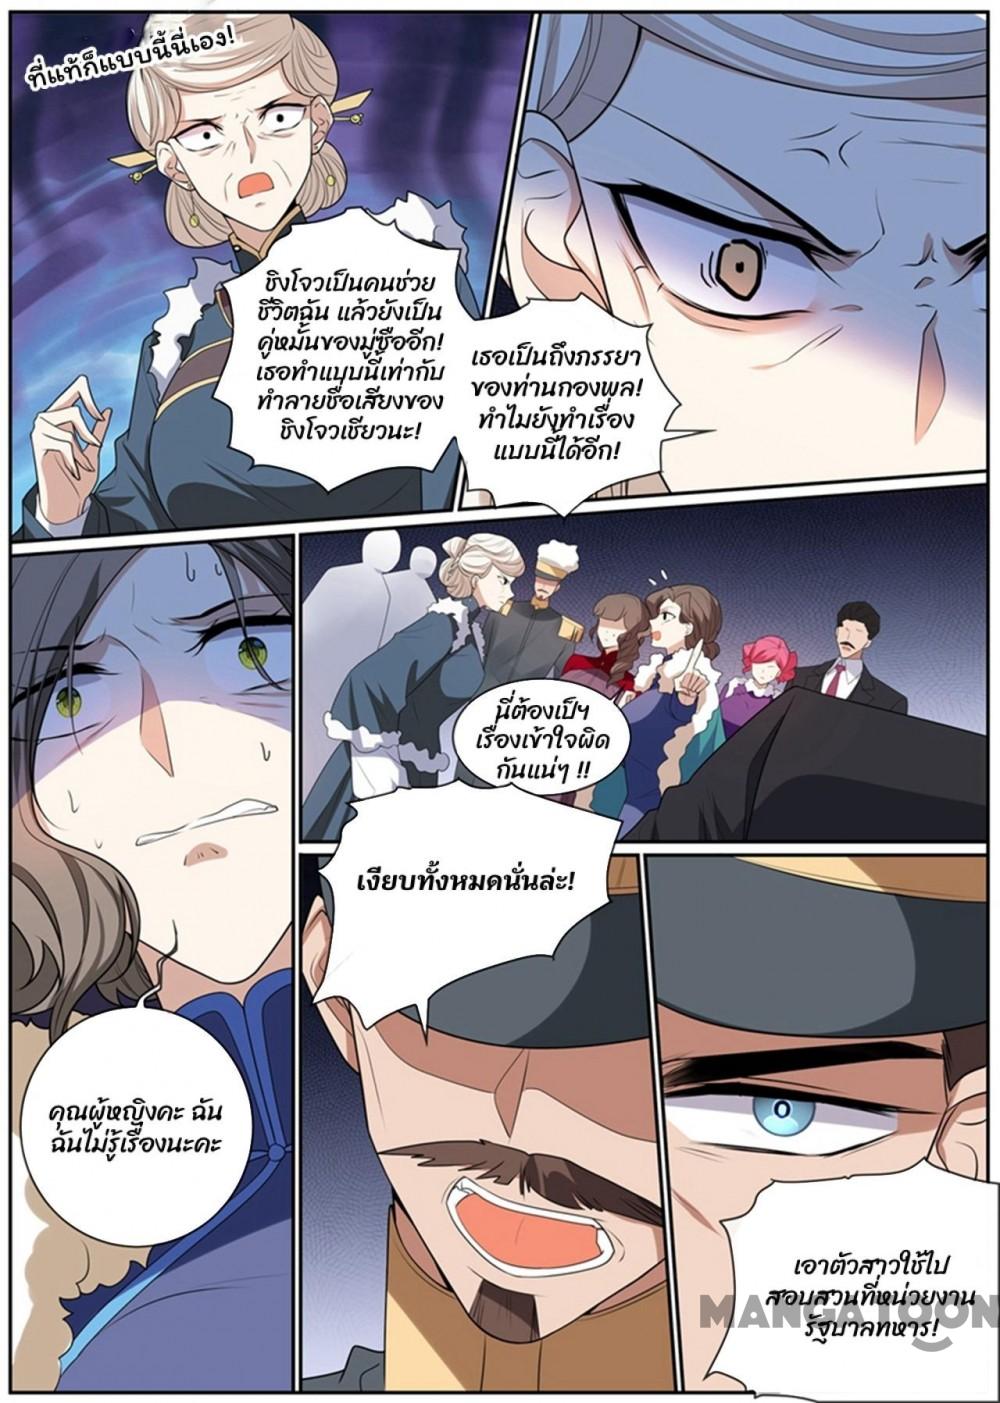 ที่แท้ก็แบบนี้นี่เอง!
ชิงโจวเป็นคนช่วย
ชีวิตฉัน แล้วยังเป็น
คู่หมั้นของมู่ซืออีก!
เธอทำแบบนี้เท่ากับ
ทำลายชื่อเสียงของ
ชิงโจวเชียวนะ!
เธอเป็นถึงภรรยา
ของท่านกองพล!
ทำไมยังทำเรื่อง
แบบนี้ได้อีก!
นี่ต้องเป็ฯ
เรื่องเข้าใจผิด
กันแน่ๆ !!
เงียบทั้งหมดนั่นล่ะ!
คุณผู้หญิงคะ ฉัน
ฉันไม่รู้เรื่องนะคะ
เอาตัวสาวใช้ไป
สอบสวนที่หน่วยงาน
รัฐบาลทหาร!
MANGATOON